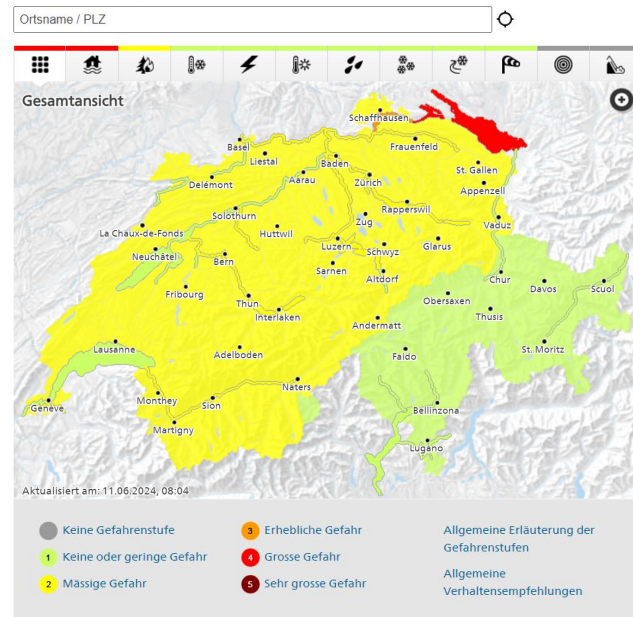 Ortsname / PLZ
Gesamtansicht
Schaffhausen
Basel
Frauenfeld
Liestal
Baden
St. Gallen
Delémont
Aarau
Zürich
Appenzell
Solothurn
Rapperswil
Zug
Vaduz
La Chaux-de-Fonds
Huttwil
Luzern
Schwyz
Glarus
Neuchâtel
Bern
Sarnen
Altdorf
Chur
Davos
Scuol
Fribourg
Thun
Obersaxen
Interlaken
Thusis
Andermatt
Lausanne
Adelboden
Faido
St. Moritz
Naters
Genève
Monthey
Sion
Bellinzona
Martigny
Lugano
Aktualisiert am: 11.06.2024, 08:04
Keine Gefahrenstufe
1 Keine oder geringe Gefahr
2 Mässige Gefahr
3 Erhebliche Gefahr
4 Grosse Gefahr
5 Sehr grosse Gefahr
Allgemeine Erläuterung der
Gefahrenstufen
Allgemeine
Verhaltensempfehlungen